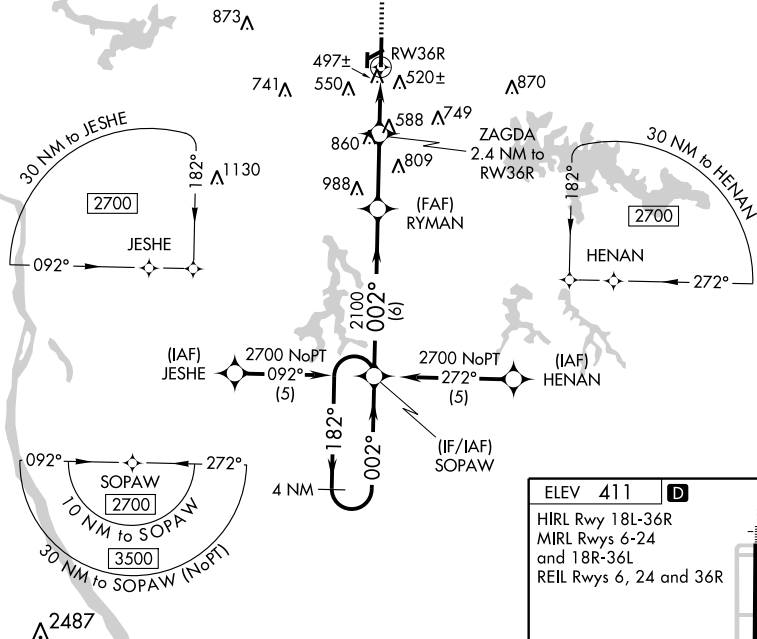 873
RW36R
497±
741
550
520±
870
588
749
ZAGDA
2.4 NM to
RW36R
860
809
30 NM to JESHE
182°
1130
2700
JESHE
092°
988
(FAF)
RYMAN
30 NM to HENAN
182°
2700
HENAN
272°
2100
002°
(6)
(IAF)
JESHE
2700 NoPT
092°
(5)
2700 NoPT
272°
(5)
(IAF)
HENAN
182°
002°
(IF/IAF)
SOPAW
4 NM
092°
272°
SOPAW
2700
10 NM to SOPAW
3500
30 NM to SOPAW (NoPT)
2487
ELEV 411 D
HIRL Rwy 18L-36R
MIRL Rwys 6-24
and 18R-36L
REIL Rwys 6, 24 and 36R